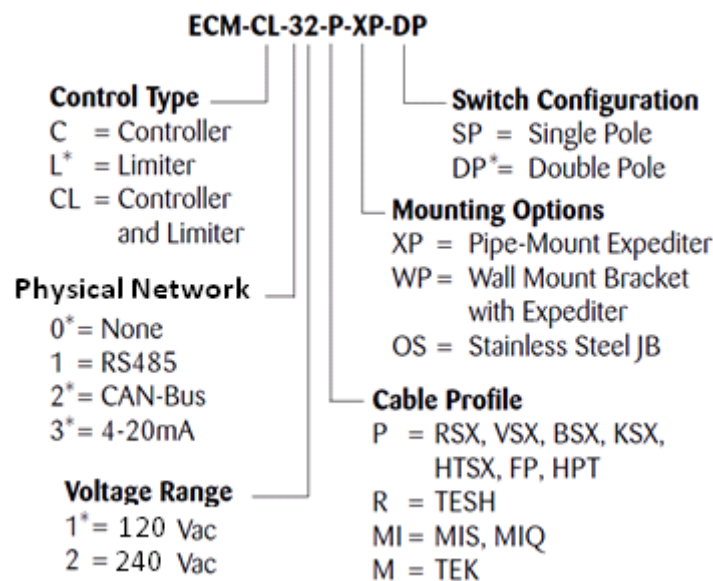 ECM-CL-32-P-XP-DP
Control Type
C = Controller
L* = Limiter
CL = Controller
and Limiter
Physical Network
0* = None
1 = RS485
2* = CAN-Bus
3* = 4-20mA
Voltage Range
1* = 120 Vac
2 = 240 Vac
Switch Configuration
SP = Single Pole
DP* = Double Pole
Mounting Options
XP = Pipe-Mount Expediter
WP = Wall Mount Bracket
with Expediter
OS = Stainless Steel JB
Cable Profile
P = RSX, VSX, BSX, KSX,
HTSX, FP, HPT
R = TESH
MI = MIS, MIQ
M = TEK